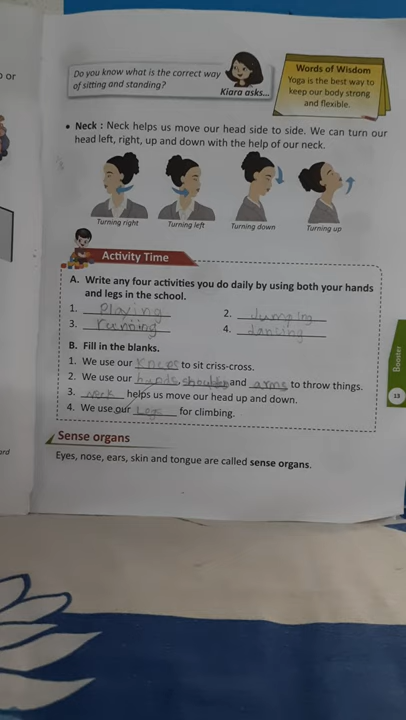 o or
Do you know what is the correct way
of sitting and standing?
Kiara asks...
Words of Wisdom
Yoga is the best way to
keep our body strong
and flexible.
• Neck : Neck helps us move our head side to side. We can turn our
head left, right, up and down with the help of our neck.
Turning right Turning left Turning down Turning up
Activity Time
A. Write any four activities you do daily by using both your hands
and legs in the school.
1. Playing 2. Jumping
3. running 4. dancing
B. Fill in the blanks.
1. We use our knees to sit criss-cross.
2. We use our hands, shoulder and arms to throw things.
3. Neck helps us move our head up and down.
4. We use our leg for climbing.
Booster
13
Sense organs
Eyes, nose, ears, skin and tongue are called sense organs.
ard